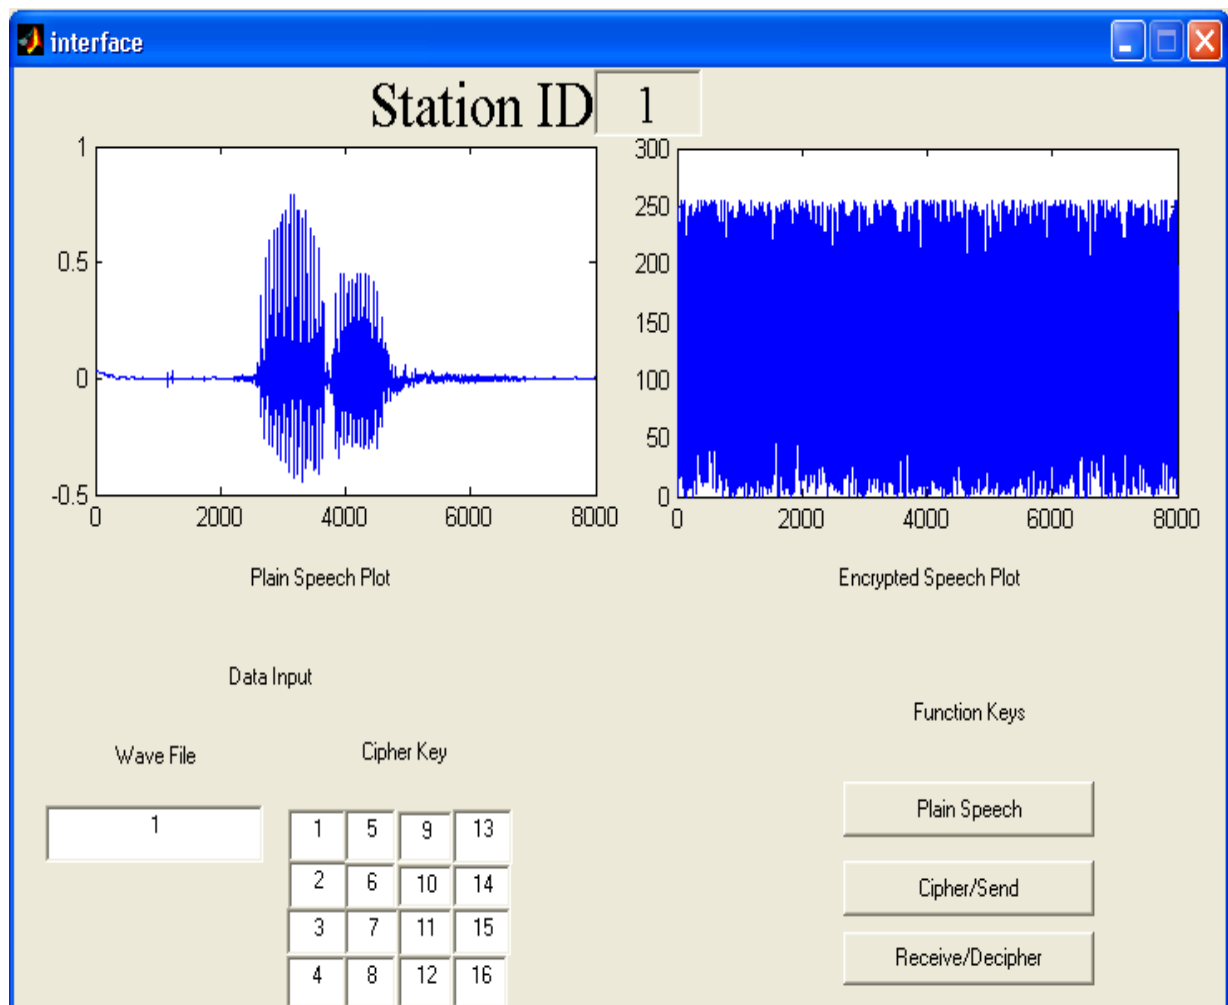 interface
Station ID 1
1
0.5
0
-0.5
0 2000 4000 6000 8000
Plain Speech Plot
300
250
200
150
100
50
0
0 2000 4000 6000 8000
Encrypted Speech Plot
Data Input
Wave File
1
Cipher Key
1 5 9 13
2 6 10 14
3 7 11 15
4 8 12 16
Function Keys
Plain Speech
Cipher/Send
Receive/Decipher